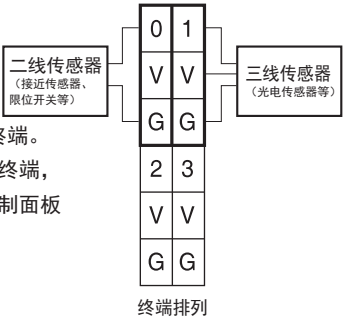 0 1
二线传感器
（接近传感器、
限位开关等）
V V
三线传感器
（光电传感器等）
G G
终端。
终端，
制面板
2 3
V V
G G
终端排列